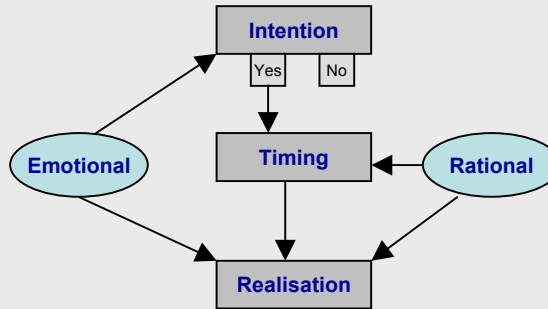 Intention
Yes No
Emotional
Timing
Rational
Realisation